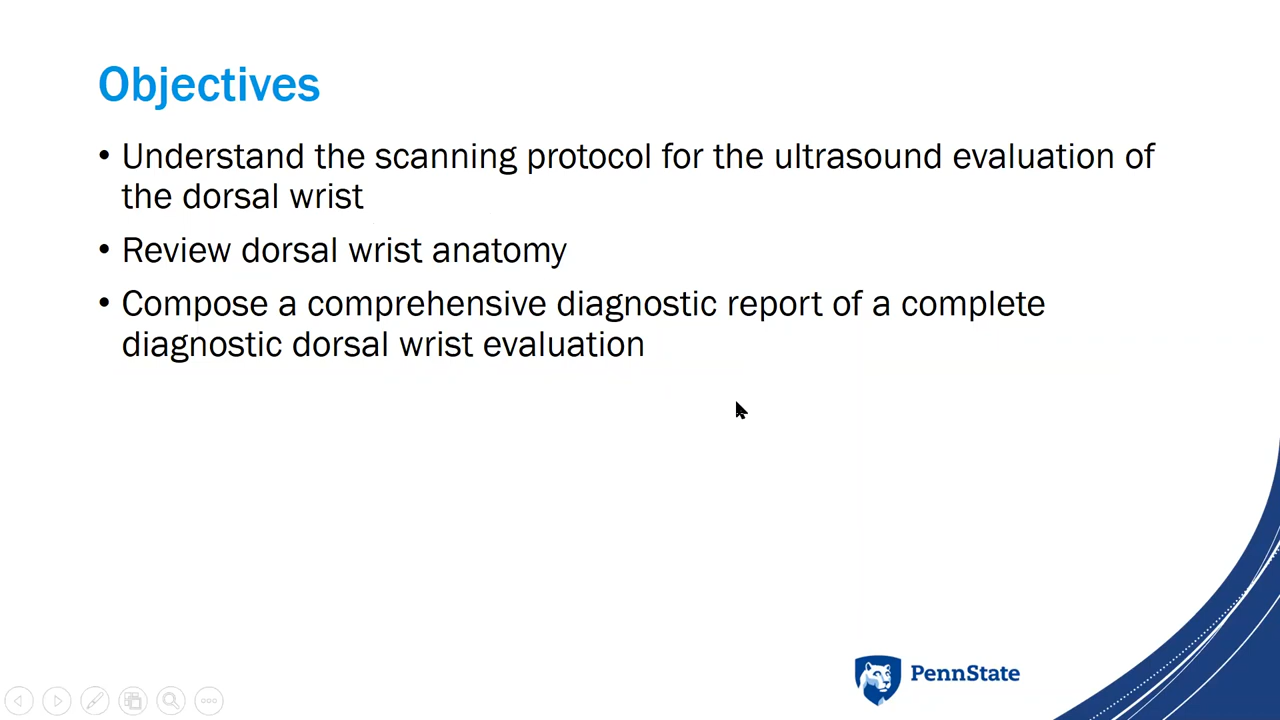 Objectives
• Understand the scanning protocol for the ultrasound evaluation of
the dorsal wrist
• Review dorsal wrist anatomy
• Compose a comprehensive diagnostic report of a complete
diagnostic dorsal wrist evaluation
PennState